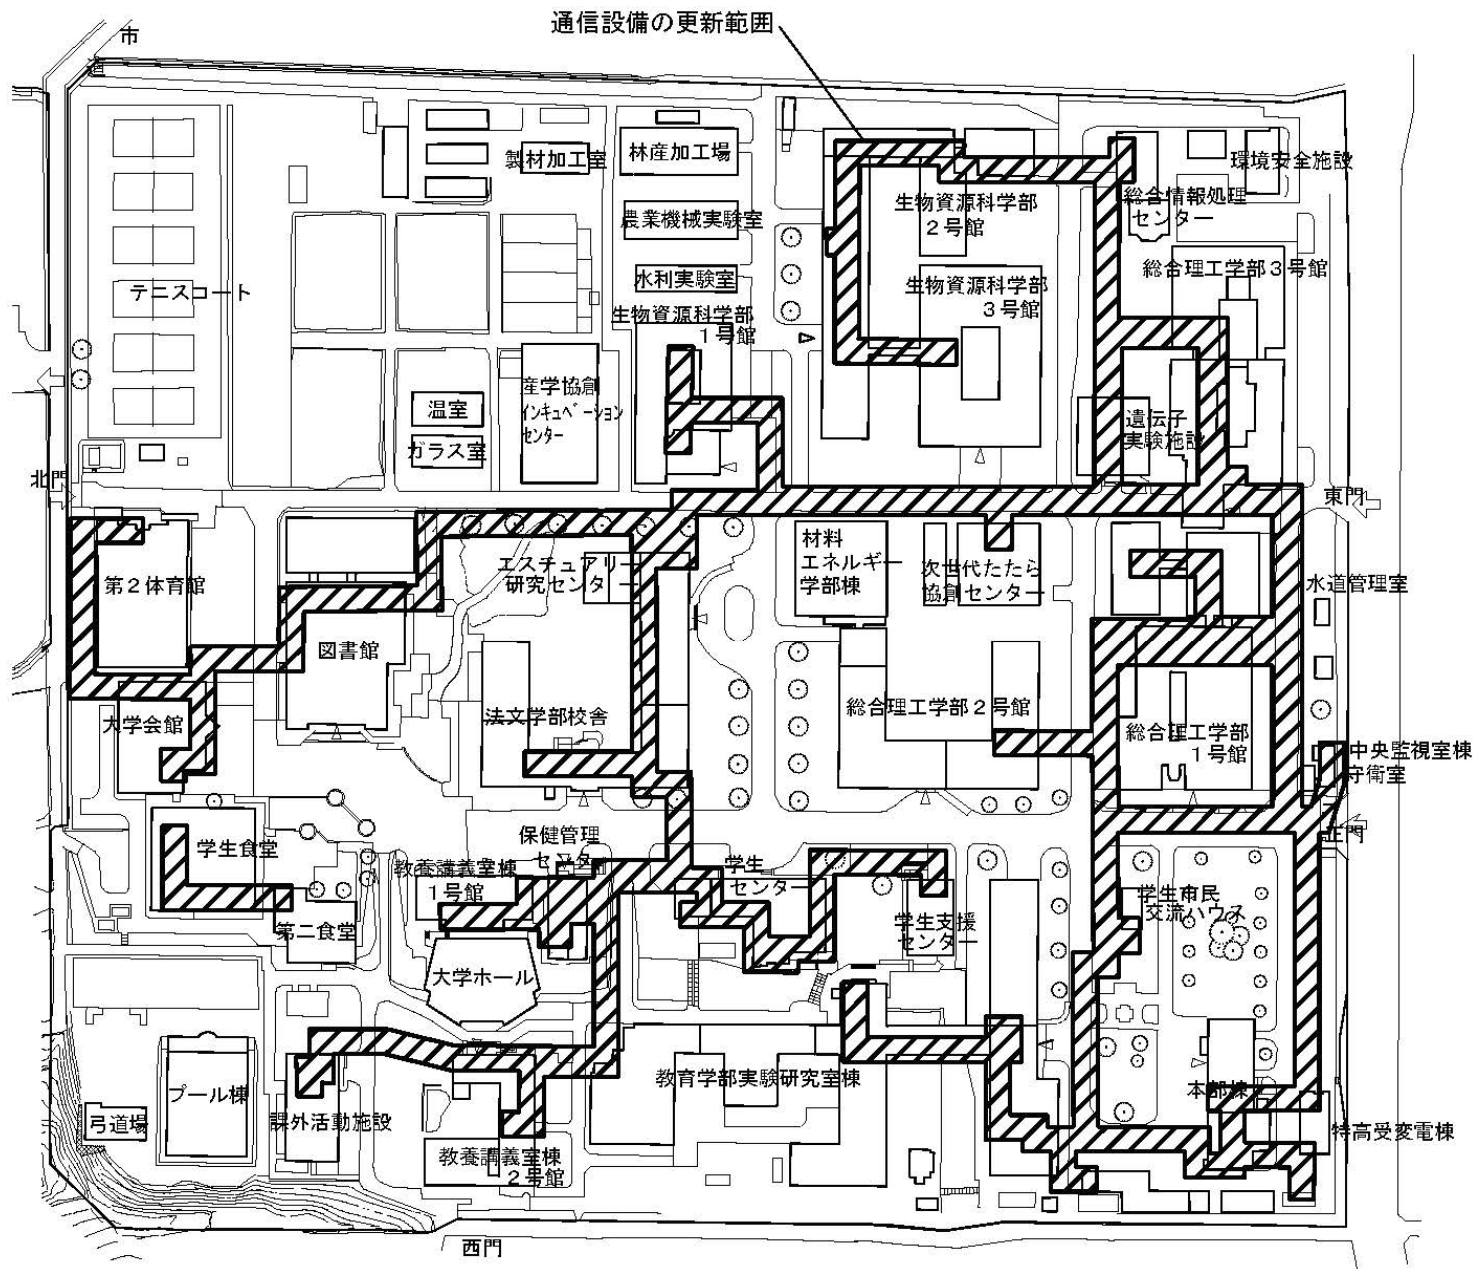 通信設備の更新範囲
市
製材加工室
林産加工場
環境安全施設
総合情報処理
センター
生物資源科学部
2号館
農業機械実験室
総合理工学部3号館
水利実験室
生物資源科学部
3号館
テニスコート
生物資源科学部
1号館
産学協創
インキュベーション
センター
温室
ガラス室
遺伝子
実験施設
北門
東門
材料
エネルギー
学部棟
次世代たたら
協創センター
エスチュアリー
研究センター
第2体育館
水道管理室
図書館
大学会館
法文学部校舎
総合理工学部2号館
総合理工学部
1号館
中央監視室棟
守衛室
正門
学生食堂
保健管理
センター
教養講義室棟
1号館
学生
センター
学生市民
交流ハウス
学生支援
センター
第二食堂
大学ホール
プール棟
教育学部実験研究室棟
本部棟
弓道場
課外活動施設
特高受変電棟
教養講義室棟
2号館
西門